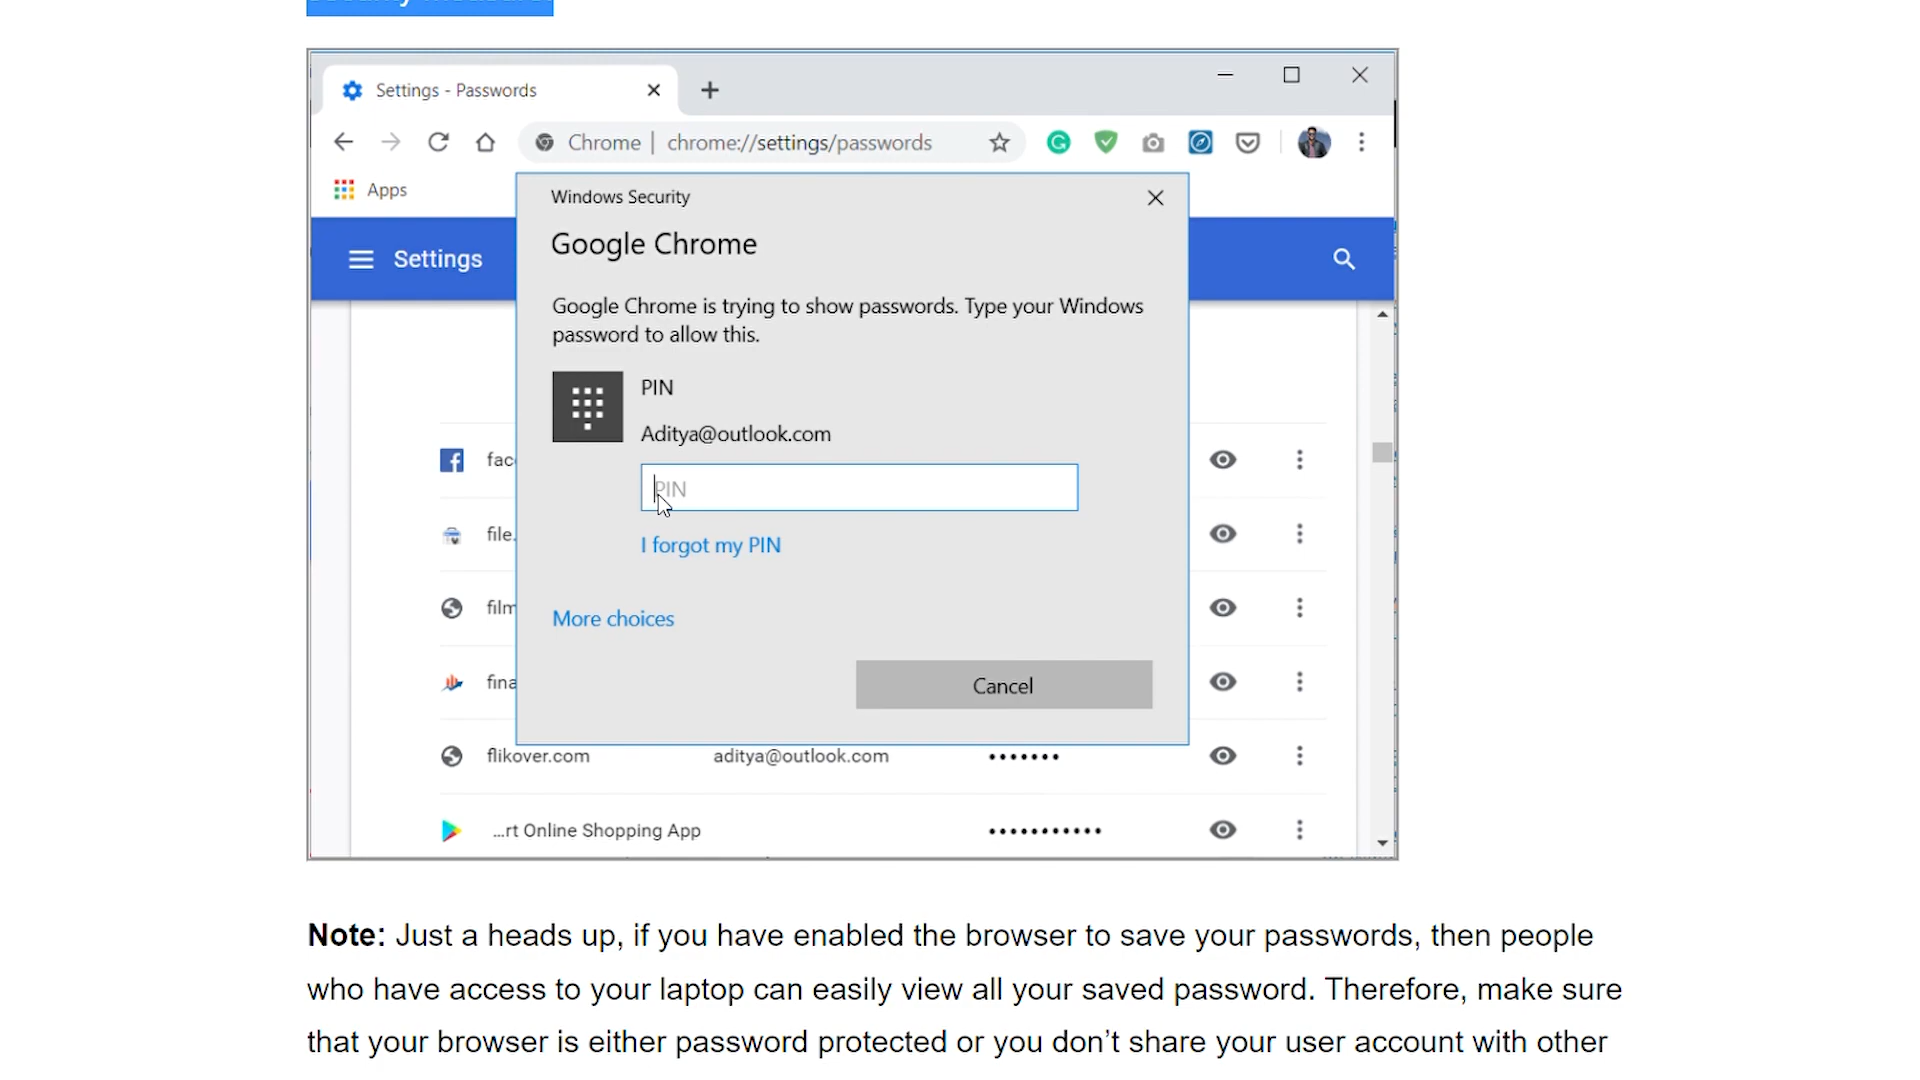 Settings - Passwords
Chrome | chrome://settings/passwords
Apps
Windows Security
Google Chrome
Settings
Google Chrome is trying to show passwords. Type your Windows
password to allow this.
PIN
Aditya@outlook.com
fac
PIN
file.
I forgot my PIN
film
More choices
fina
Cancel
flikover.com aditya@outlook.com •••••••
...rt Online Shopping App •••••••••••
Note: Just a heads up, if you have enabled the browser to save your passwords, then people
who have access to your laptop can easily view all your saved password. Therefore, make sure
that your browser is either password protected or you don’t share your user account with other